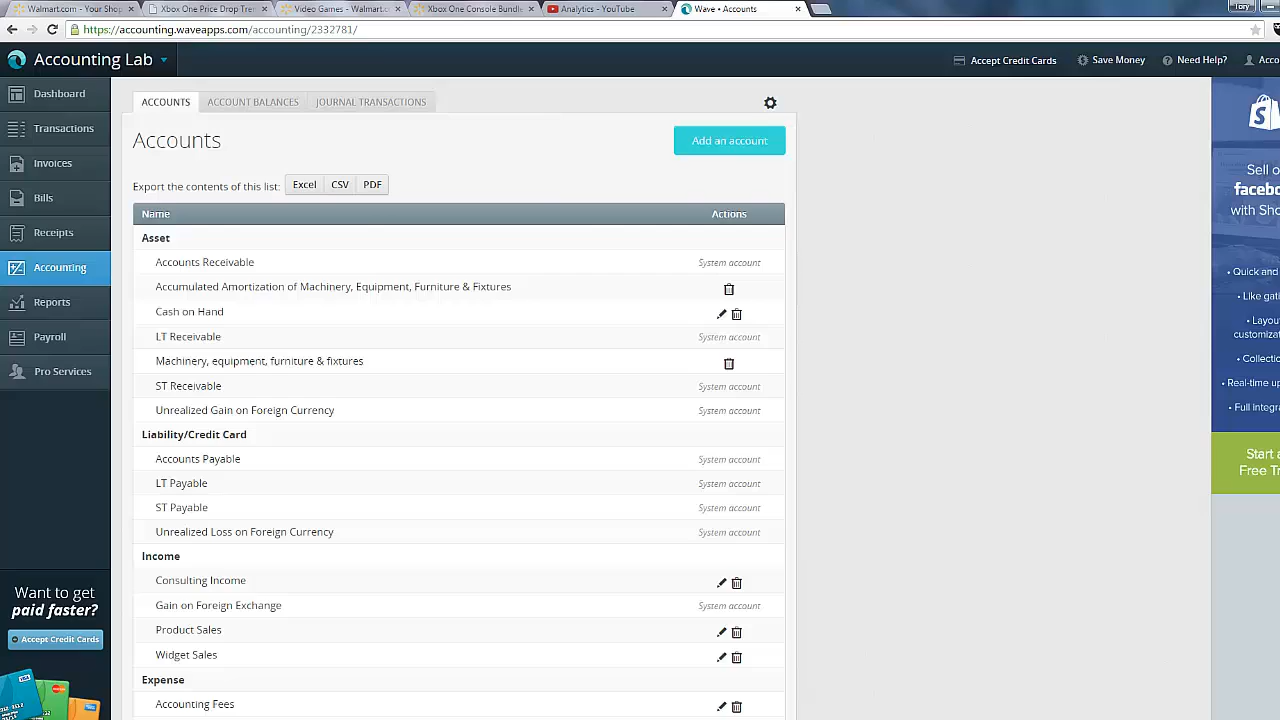 Walmart.com - Your Shop
Xbox One Price Drop Tre
Video Games - Walmart.c
Xbox One Console Bundle
Analytics - YouTube
Wave • Accounts
Tory
https://accounting.waveapps.com/accounting/2332781/
Accounting Lab
Accept Credit Cards
Save Money
Need Help?
Acco
Dashboard
Transactions
Invoices
Bills
Receipts
Accounting
Reports
Payroll
Pro Services
Want to get
paid faster?
Accept Credit Cards
VISA
ACCOUNTS
ACCOUNT BALANCES
JOURNAL TRANSACTIONS
Accounts
Add an account
Export the contents of this list:
Excel
CSV
PDF
Name Actions
Asset
Accounts Receivable System account
Accumulated Amortization of Machinery, Equipment, Furniture & Fixtures
Cash on Hand
LT Receivable System account
Machinery, equipment, furniture & fixtures
ST Receivable System account
Unrealized Gain on Foreign Currency System account
Liability/Credit Card
Accounts Payable System account
LT Payable System account
ST Payable System account
Unrealized Loss on Foreign Currency System account
Income
Consulting Income
Gain on Foreign Exchange System account
Product Sales
Widget Sales
Expense
Accounting Fees
Sell o
facebo
with Sho
• Quick and
• Like gati
• Layou
customizat
• Collectio
• Real-time up
• Full Integra
Start a
Free Tr